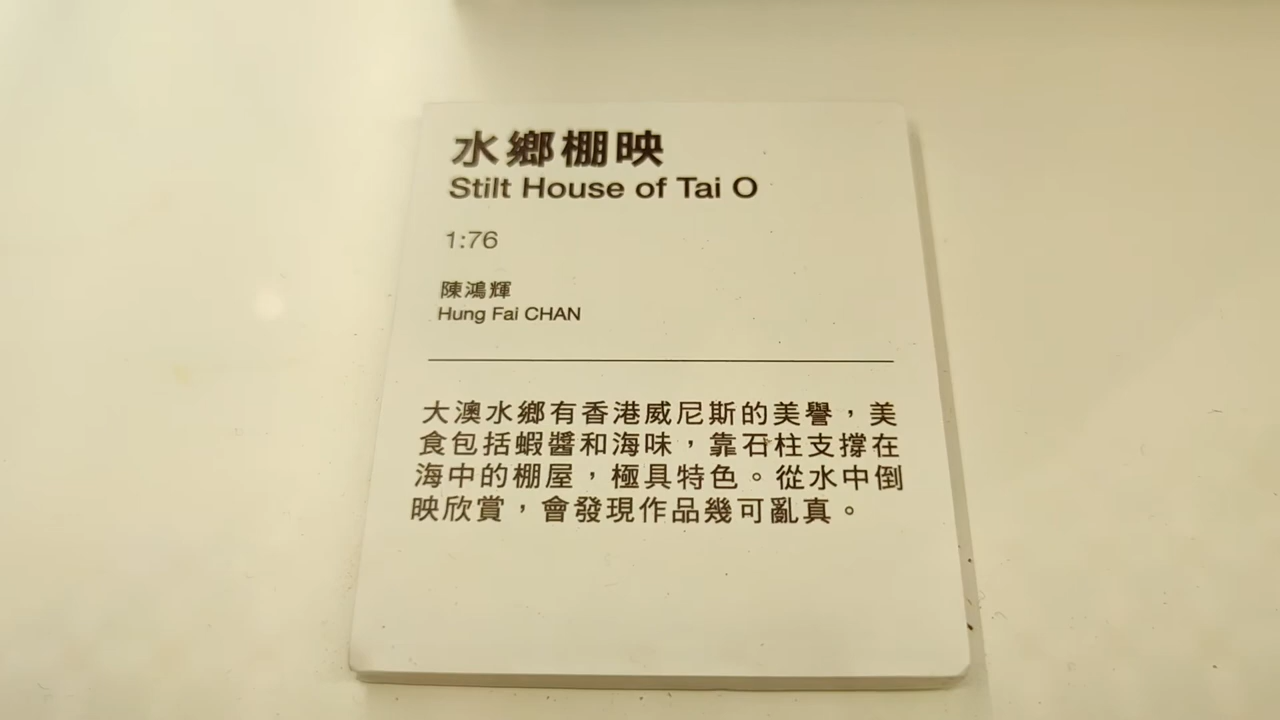 水鄉棚映
Stilt House of Tai O
1:76
陳鴻輝
Hung Fai CHAN
大澳水鄉有香港威尼斯的美譽，美
食包括蝦醬和海味，靠石柱支撐在
海中的棚屋，極具特色。從水中倒
映欣賞，會發現作品幾可亂真。